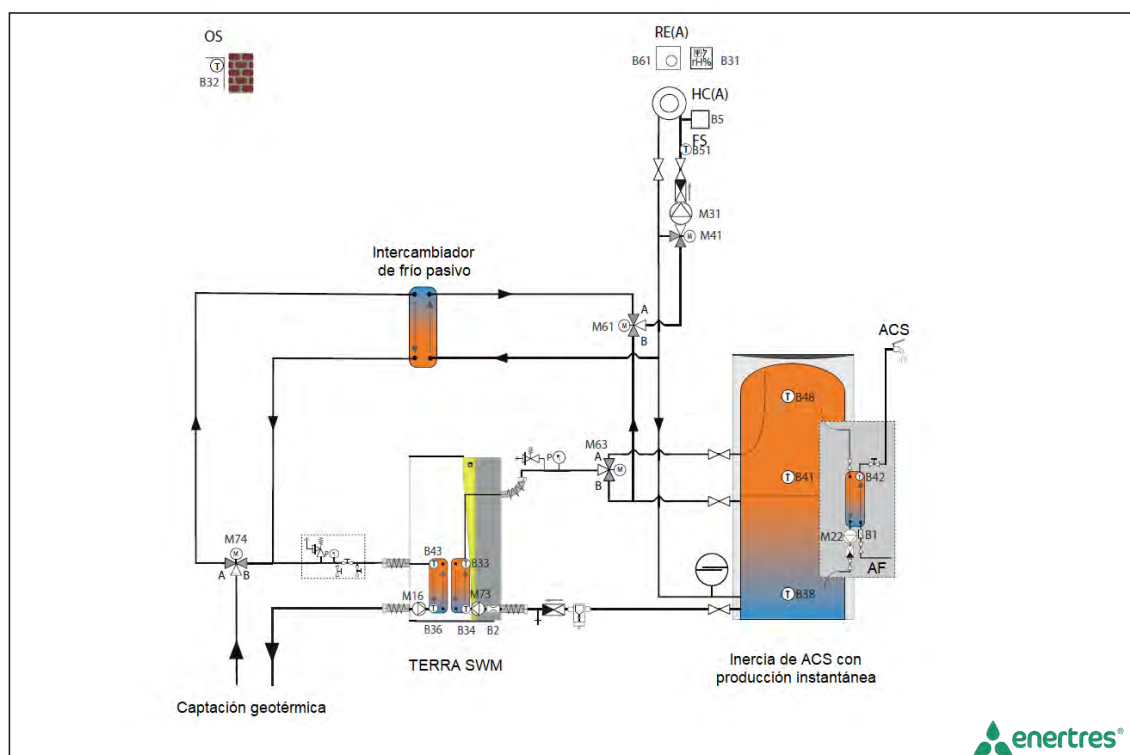 OS
B32
RE(A)
B61
rH%
B31
HC(A)
B5
FS
T B51
M31
M M41
Intercambiador
de frío pasivo
A
M61 M
B
ACS
T B48
M63
A
M
B
P
T B41
B42
M74
M
A
B
P
B43
T
T B33
M22
B1
AF
M16
M73
T
T
T B38
B36
B34
B2
TERRA SWM
Inercia de ACS con
producción instantánea
Captación geotérmica
enertres®